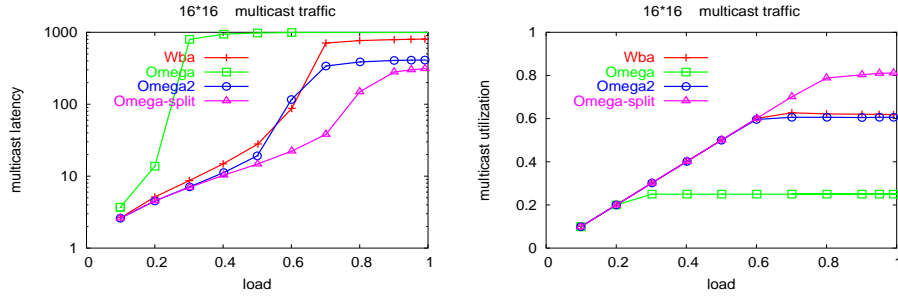 16*16 multicast traffic
multicast latency
1000
100
10
1
Wba
Omega
Omega2
Omega-split
0 0.2 0.4 0.6 0.8 1
load
16*16 multicast traffic
multicast utilization
1
0.8
0.6
0.4
0.2
0
Wba
Omega
Omega2
Omega-split
0 0.2 0.4 0.6 0.8 1
load